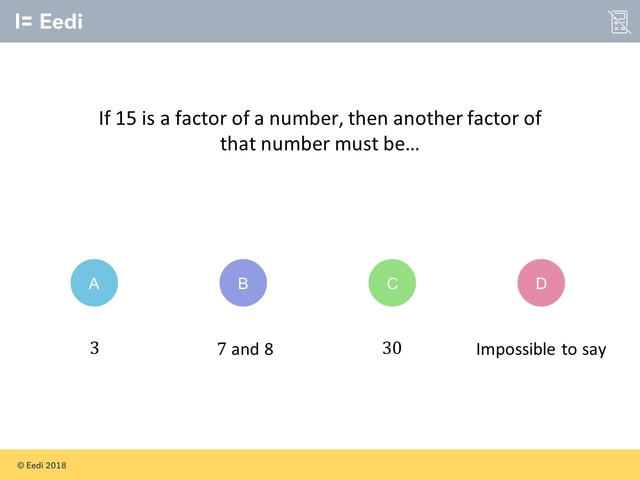 Eedi
If 15 is a factor of a number, then another factor of
that number must be...
A
B
C
D
3
7 and 8
30
Impossible to say
© Eedi 2018